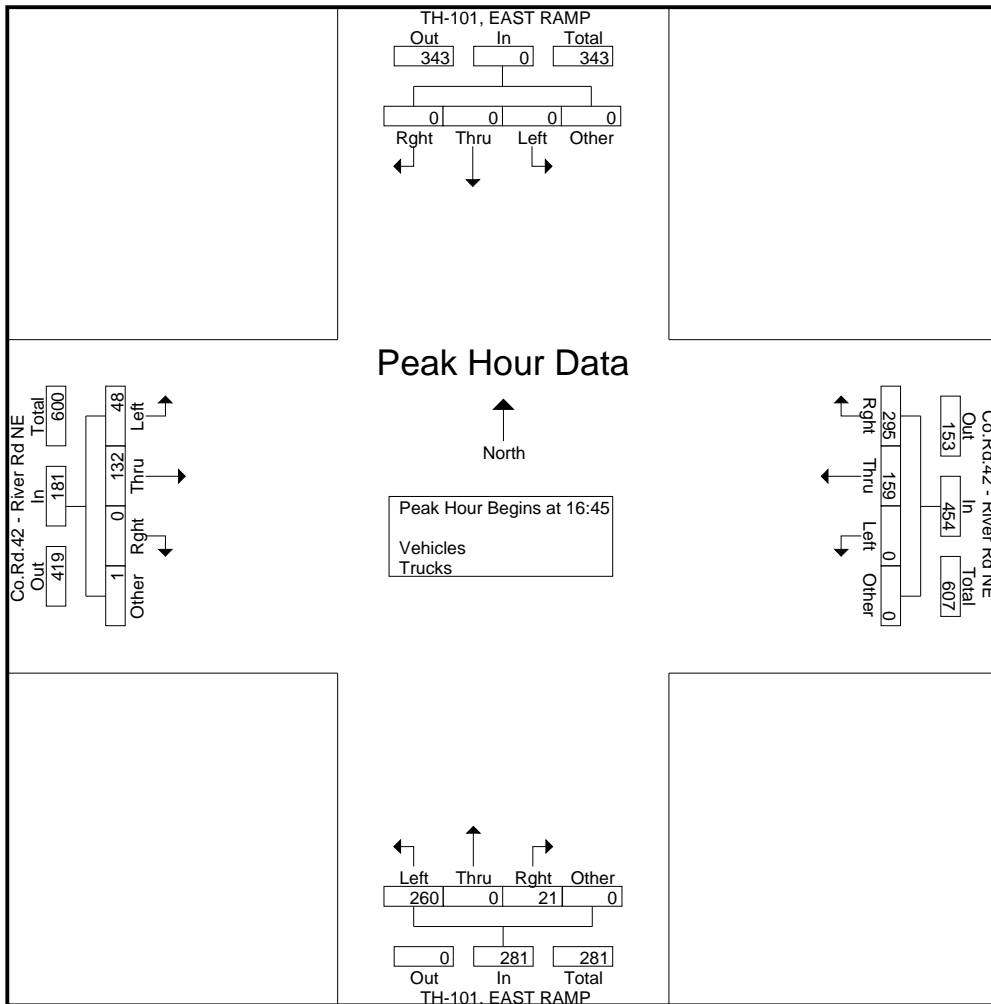 TH-101, EAST RAMP
Out In Total
343 0 343
0 0 0 0
Rght Thru Left Other
Peak Hour Data
North
Peak Hour Begins at 16:45
Vehicles
Trucks
Co.Rd.42 - River Rd NE
Total In Out
600 181 419
48 132 0 1
Left Thru Rght Other
Co.Rd.42 - River Rd NE
Out In Total
153 454 607
295 159 0 0
Rght Thru Left Other
Left Thru Rght Other
260 0 21 0
0 281 281
Out In Total
TH-101, EAST RAMP